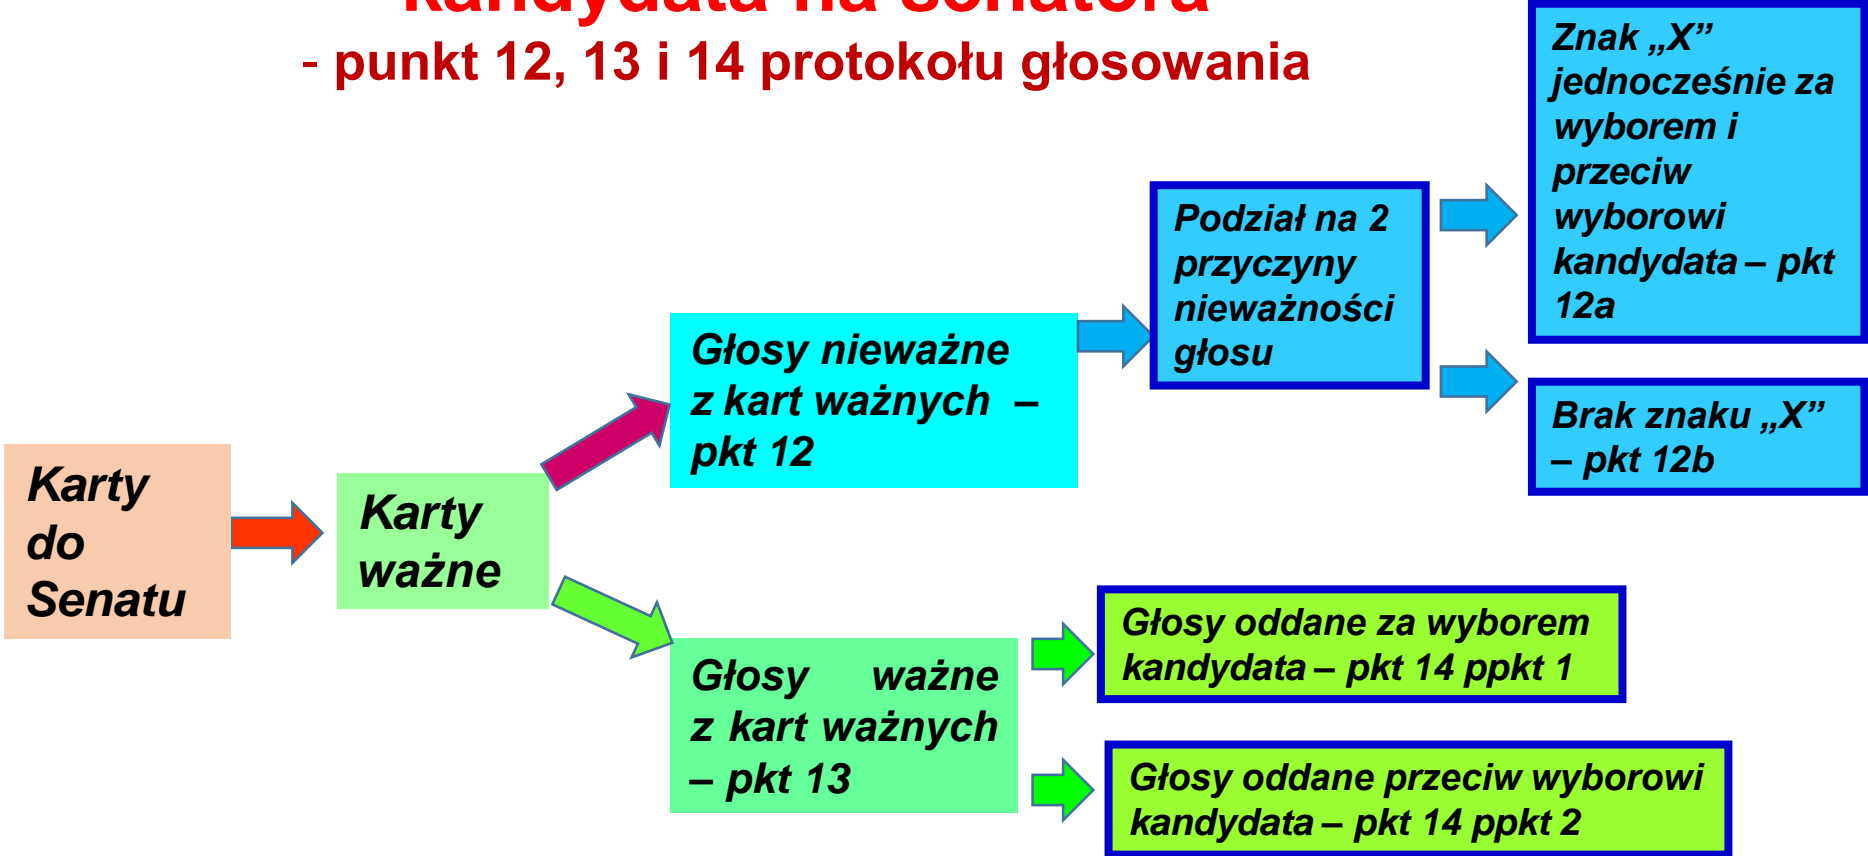 kandydata na senatora
- punkt 12, 13 i 14 protokołu głosowania
Karty
do
Senatu
Karty
ważne
Głosy nieważne
z kart ważnych –
pkt 12
Podział na 2
przyczyny
nieważności
głosu
Znak „X”
jednocześnie za
wyborem i
przeciw
wyborowi
kandydata – pkt
12a
Brak znaku „X”
– pkt 12b
Głosy ważne
z kart ważnych
– pkt 13
Głosy oddane za wyborem
kandydata – pkt 14 ppkt 1
Głosy oddane przeciw wyborowi
kandydata – pkt 14 ppkt 2